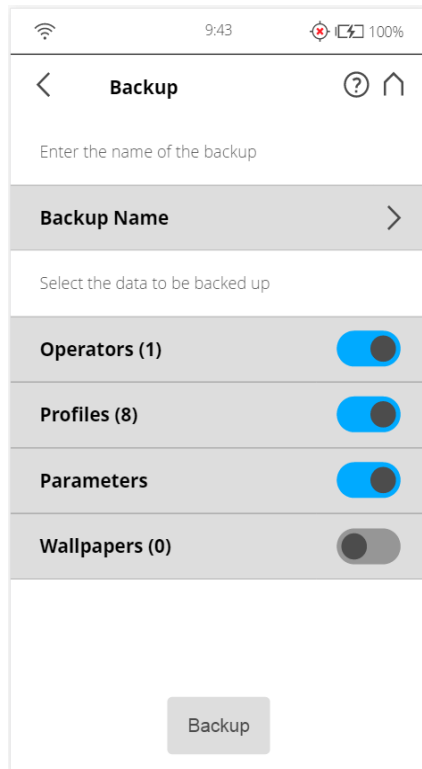 9:43
100%
Backup
?
Enter the name of the backup
Backup Name
Select the data to be backed up
Operators (1)
Profiles (8)
Parameters
Wallpapers (0)
Backup